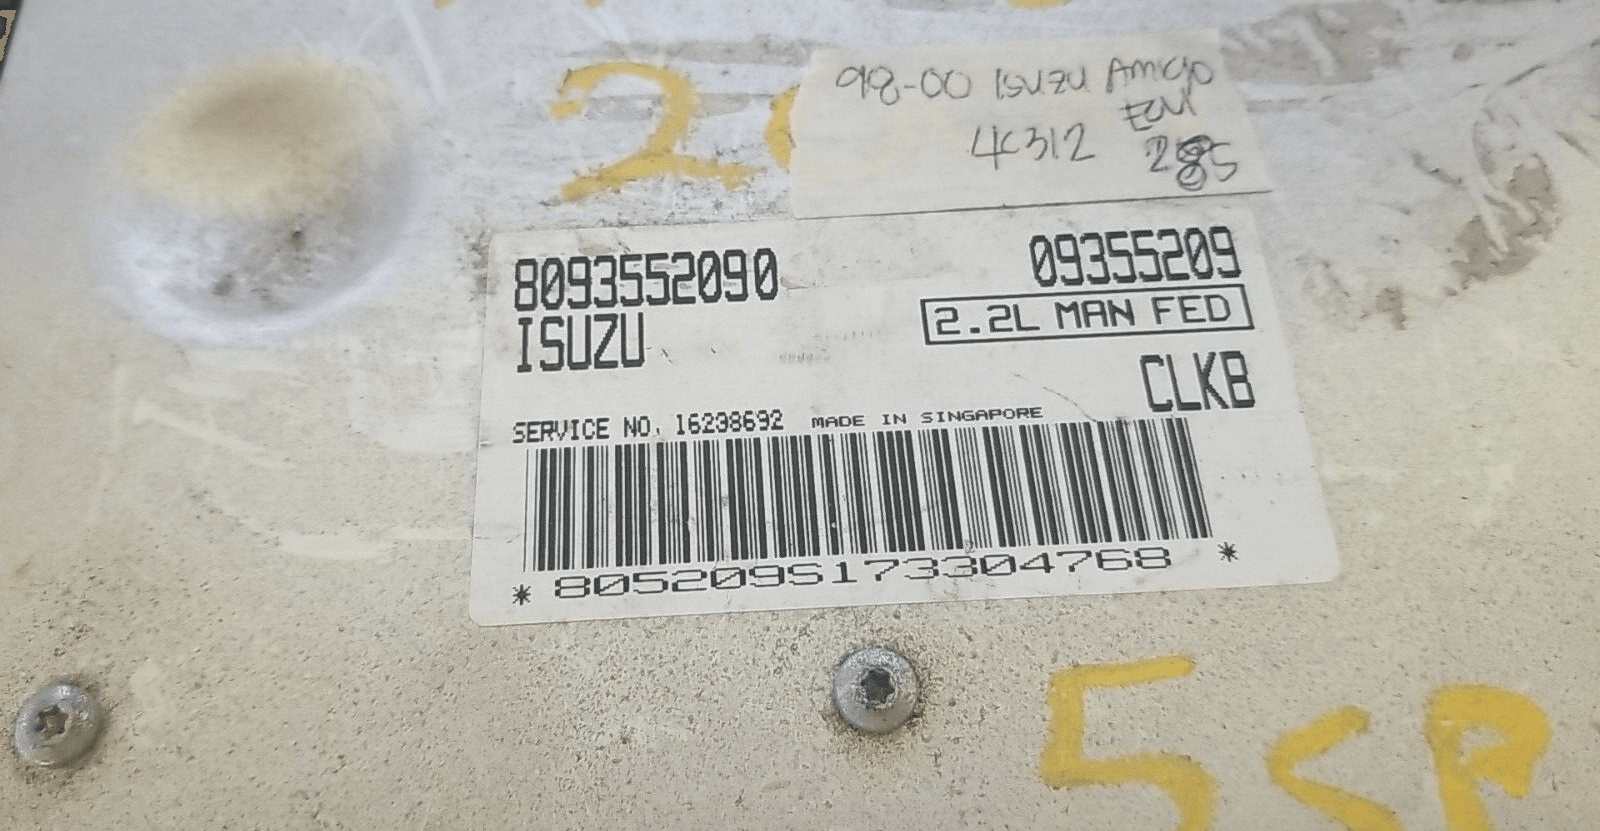 98-00 ISUZU AMIGO
ECM
4C312 285
8093552090 09355209
ISUZU 2.2L MAN FED
CLKB
SERVICE NO. 16238692 MADE IN SINGAPORE
* 805209S173304768 *
5SP